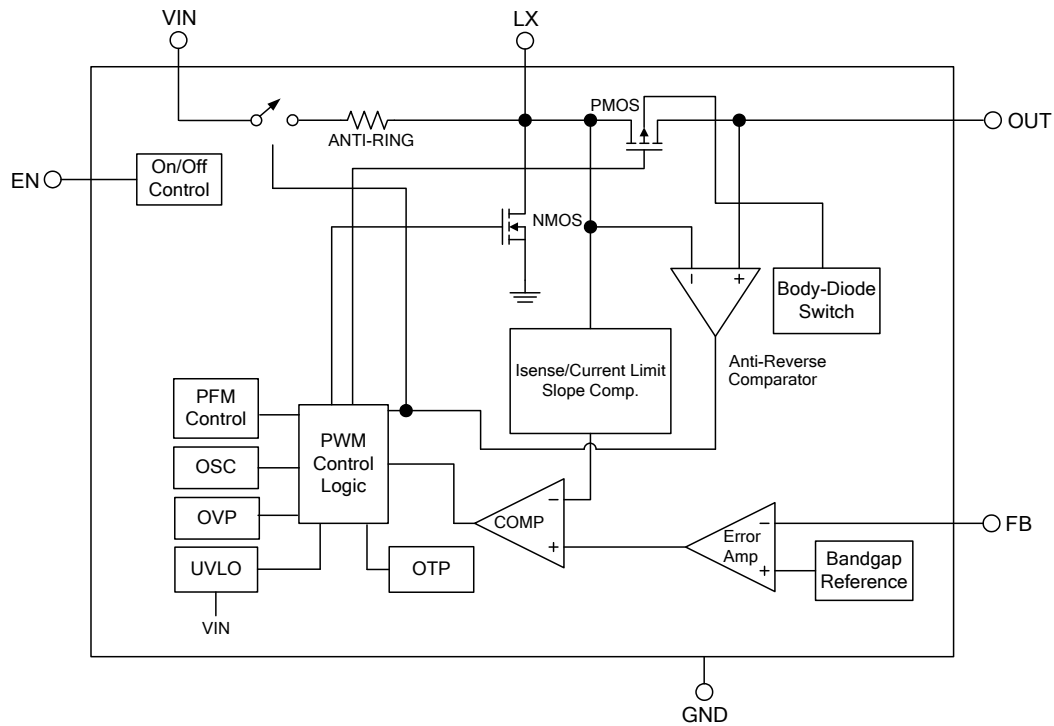 VIN
LX
PMOS
OUT
ANTI-RING
EN
On/Off
Control
NMOS
− +
Body-Diode
Switch
Isense/Current Limit
Slope Comp.
Anti-Reverse
Comparator
PFM
Control
PWM
Control
Logic
OSC
OVP
UVLO
VIN
OTP
−
COMP
+
−
Error
Amp
+
FB
Bandgap
Reference
GND